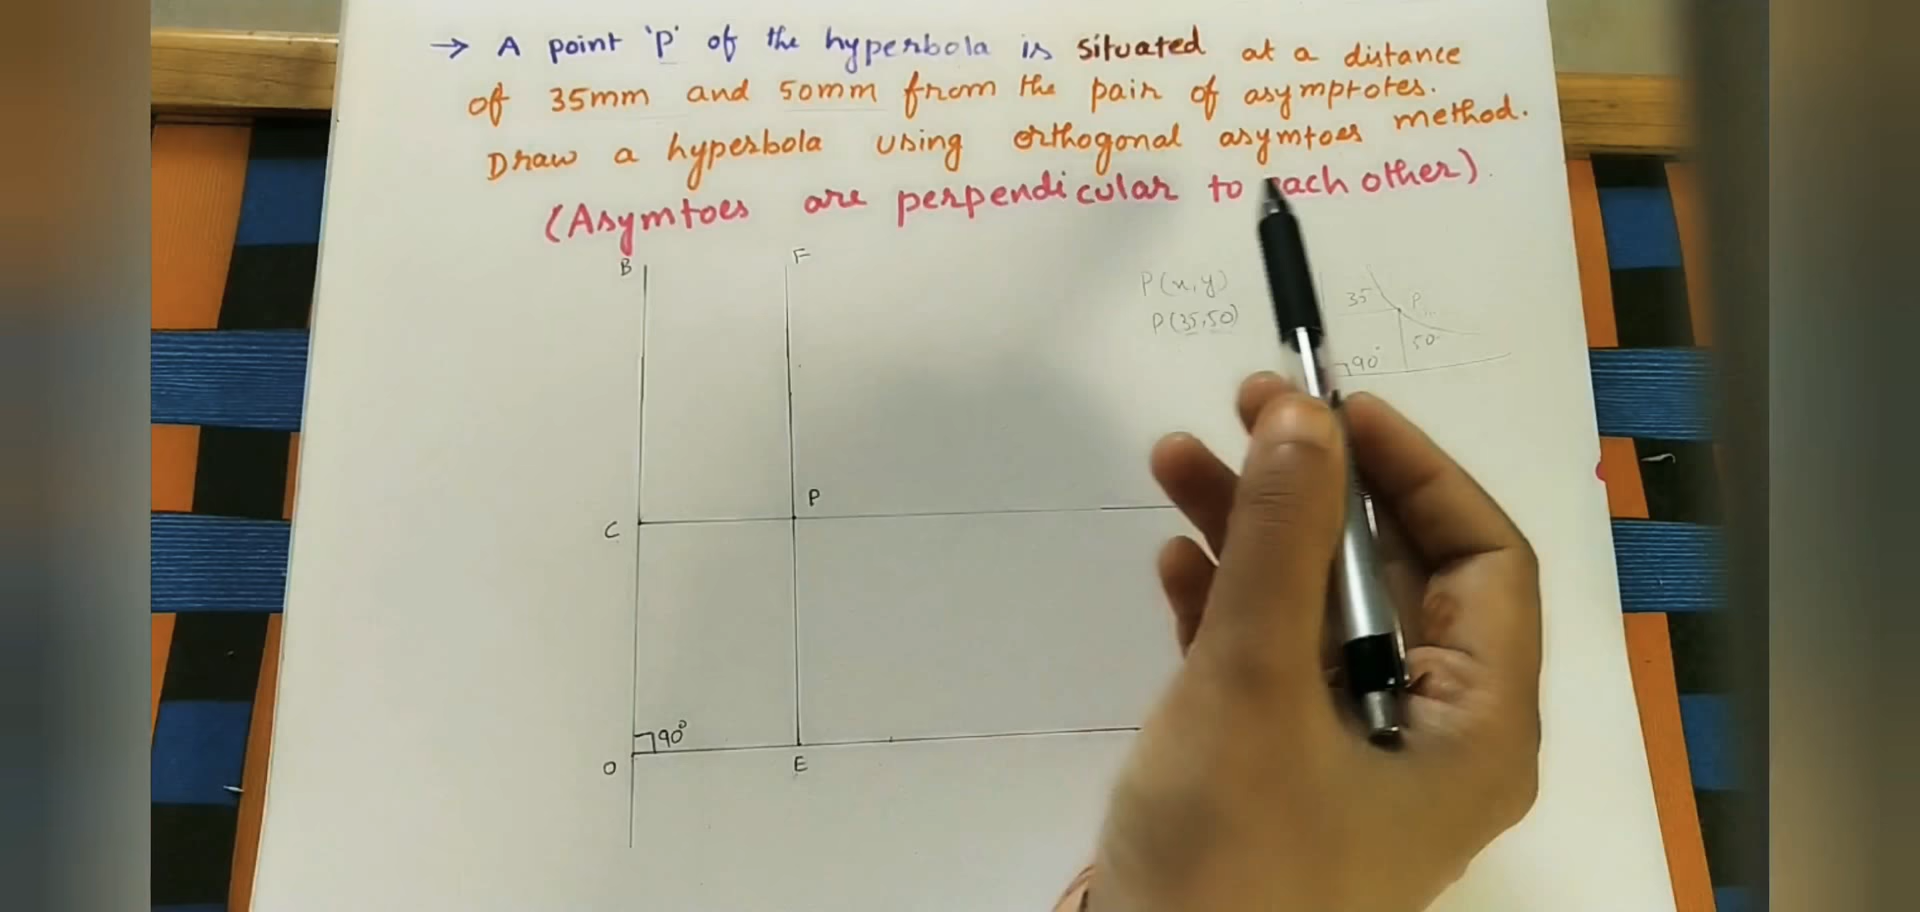 → A point 'P' of the hyperbola is situated at a distance
of 35mm and 50mm from the pair of asymptotes.
Draw a hyperbola using orthogonal asymtoes method.
(Asymtoes are perpendicular to each other).
B
F
P(x,y)
P(35,50)
35
P
50
90°
P
C
90°
O
E